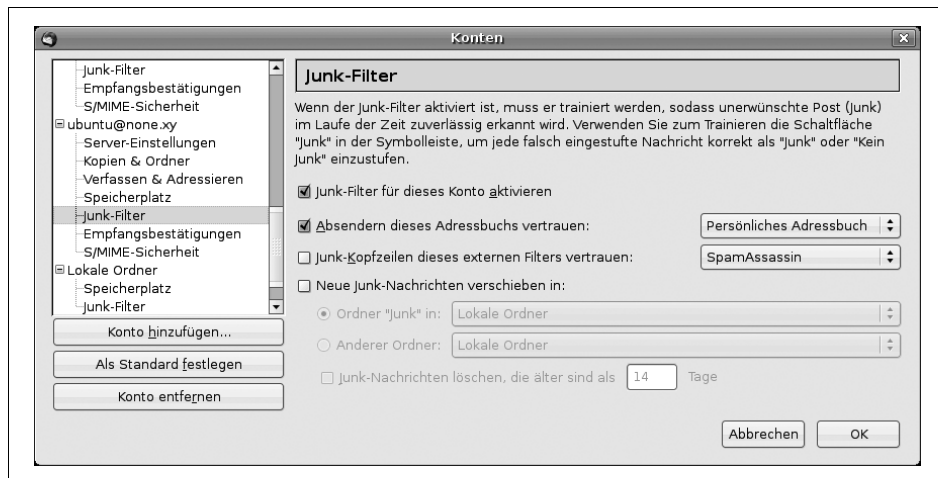 Konten
Junk-Filter
Empfangsbestätigungen
S/MIME-Sicherheit
ubuntu@none.xy
Server-Einstellungen
Kopien & Ordner
Verfassen & Adressieren
Speicherplatz
Junk-Filter
Empfangsbestätigungen
S/MIME-Sicherheit
Lokale Ordner
Speicherplatz
Junk-Filter
Konto hinzufügen...
Als Standard festlegen
Konto entfernen
Junk-Filter
Wenn der Junk-Filter aktiviert ist, muss er trainiert werden, sodass unerwünschte Post (Junk)
im Laufe der Zeit zuverlässig erkannt wird. Verwenden Sie zum Trainieren die Schaltfläche
"Junk" in der Symbolleiste, um jede falsch eingestufte Nachricht korrekt als "Junk" oder "Kein
Junk" einzustufen.
Junk-Filter für dieses Konto aktivieren
Absendern dieses Adressbuchs vertrauen: Persönliches Adressbuch
Junk-Kopfzeilen dieses externen Filters vertrauen: SpamAssassin
Neue Junk-Nachrichten verschieben in:
Ordner "Junk" in: Lokale Ordner
Anderer Ordner: Lokale Ordner
Junk-Nachrichten löschen, die älter sind als 14 Tage
Abbrechen OK